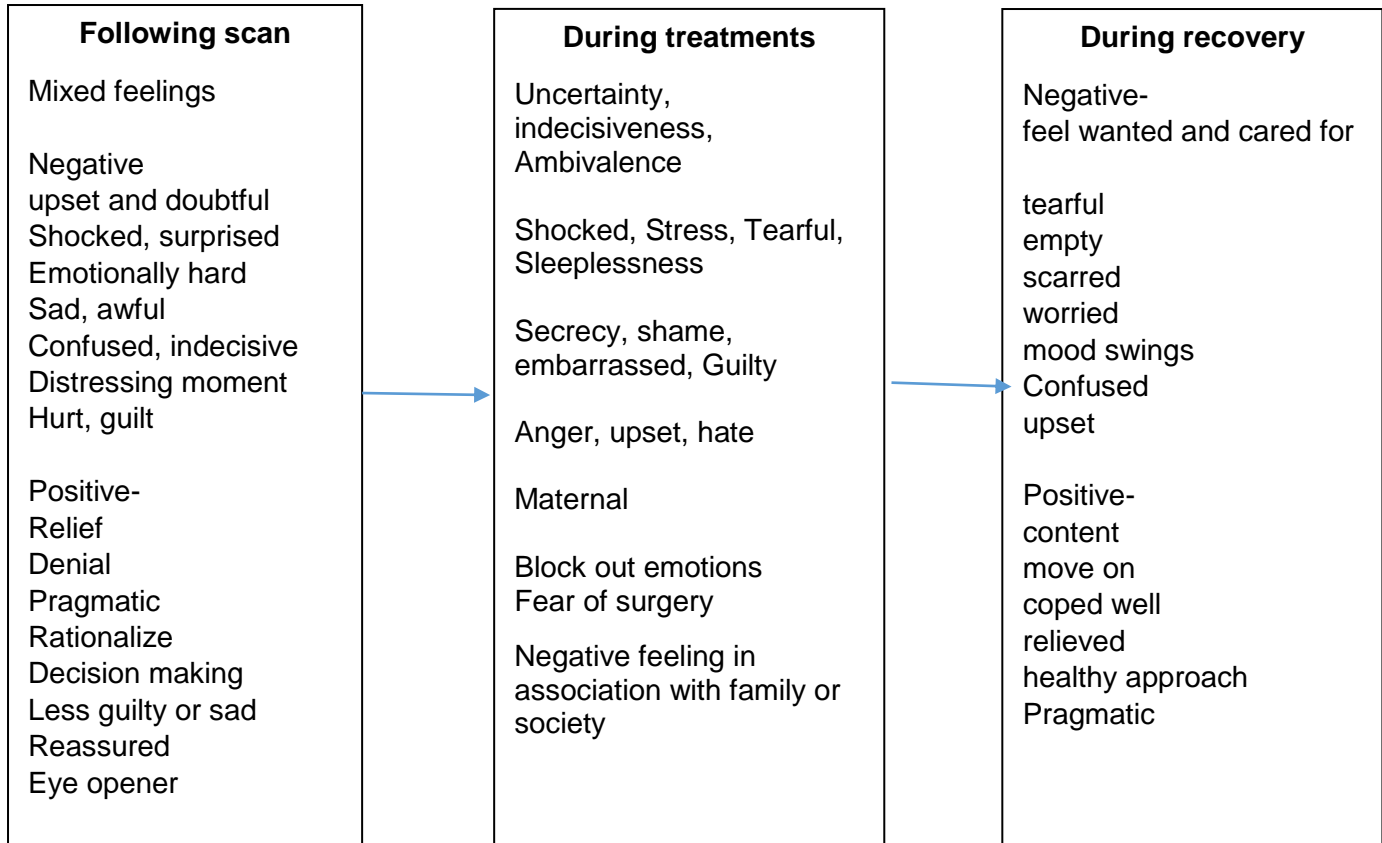 Following scan
Mixed feelings
Negative
upset and doubtful
Shocked, surprised
Emotionally hard
Sad, awful
Confused, indecisive
Distressing moment
Hurt, guilt
Positive-
Relief
Denial
Pragmatic
Rationalize
Decision making
Less guilty or sad
Reassured
Eye opener
During treatments
Uncertainty,
indecisiveness,
Ambivalence
Shocked, Stress, Tearful,
Sleeplessness
Secrecy, shame,
embarrassed, Guilty
Anger, upset, hate
Maternal
Block out emotions
Fear of surgery
Negative feeling in
association with family or
society
During recovery
Negative-
feel wanted and cared for
tearful
empty
scarred
worried
mood swings
Confused
upset
Positive-
content
move on
coped well
relieved
healthy approach
Pragmatic